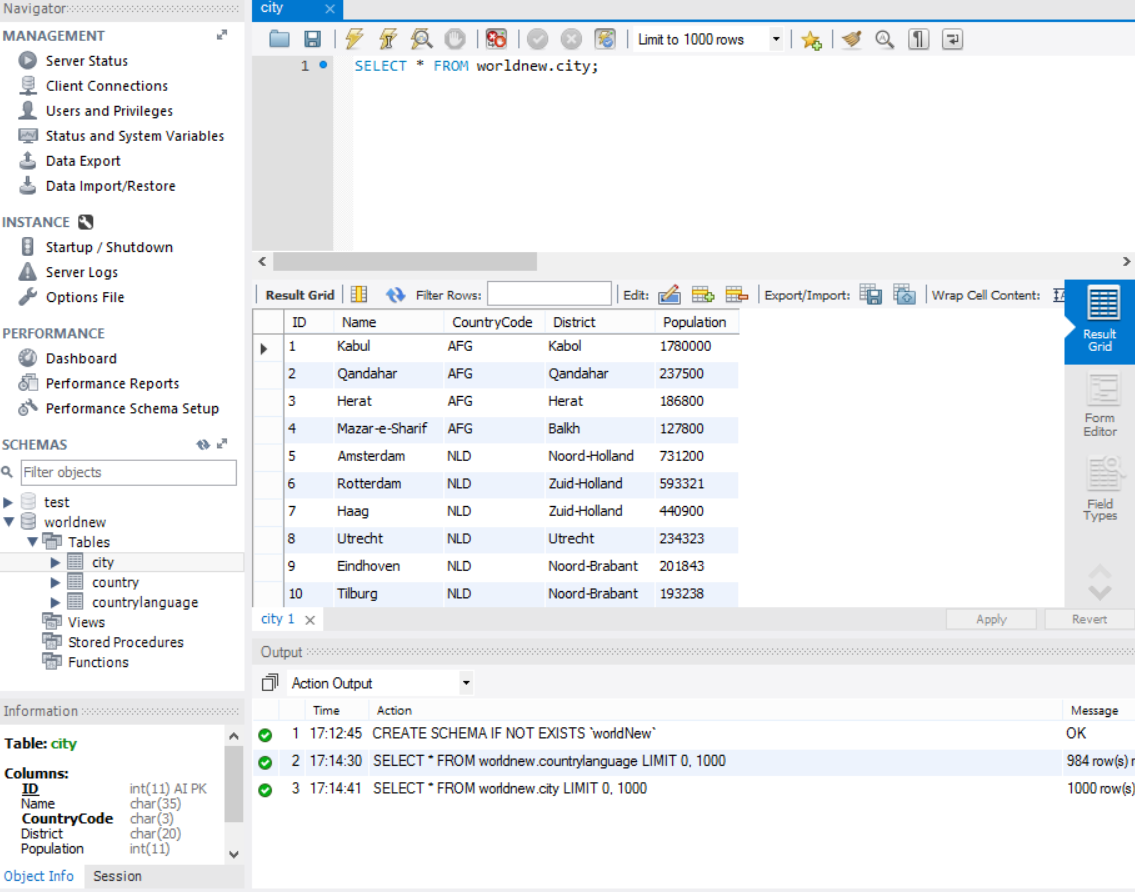 Navigator
MANAGEMENT
Server Status
Client Connections
Users and Privileges
Status and System Variables
Data Export
Data Import/Restore
INSTANCE
Startup / Shutdown
Server Logs
Options File
PERFORMANCE
Dashboard
Performance Reports
Performance Schema Setup
SCHEMAS
Filter objects
test
worldnew
Tables
city
country
countrylanguage
Views
Stored Procedures
Functions
Information
Table: city
Columns:
ID int(11) AI PK
Name char(35)
CountryCode char(3)
District char(20)
Population int(11)
Object Info Session
city
Limit to 1000 rows
1 SELECT * FROM worldnew.city;
Result Grid Filter Rows: Edit: Export/Import: Wrap Cell Content:
ID Name CountryCode District Population
1 Kabul AFG Kabol 1780000
2 Qandahar AFG Qandahar 237500
3 Herat AFG Herat 186800
4 Mazar-e-Sharif AFG Balkh 127800
5 Amsterdam NLD Noord-Holland 731200
6 Rotterdam NLD Zuid-Holland 593321
7 Haag NLD Zuid-Holland 440900
8 Utrecht NLD Utrecht 234323
9 Eindhoven NLD Noord-Brabant 201843
10 Tilburg NLD Noord-Brabant 193238
Result
Grid
Form
Editor
Field
Types
city 1 Apply Revert
Output
Action Output
Time Action Message
1 17:12:45 CREATE SCHEMA IF NOT EXISTS `worldNew` OK
2 17:14:30 SELECT * FROM worldnew.countrylanguage LIMIT 0, 1000 984 row(s) r
3 17:14:41 SELECT * FROM worldnew.city LIMIT 0, 1000 1000 row(s)